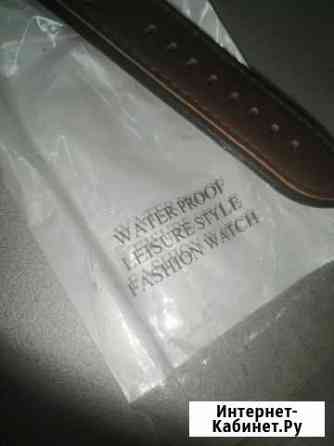 WATER PROOF
LEISURE STYLE
FASHION WATCH
Интернет-
Кабинет.Ру